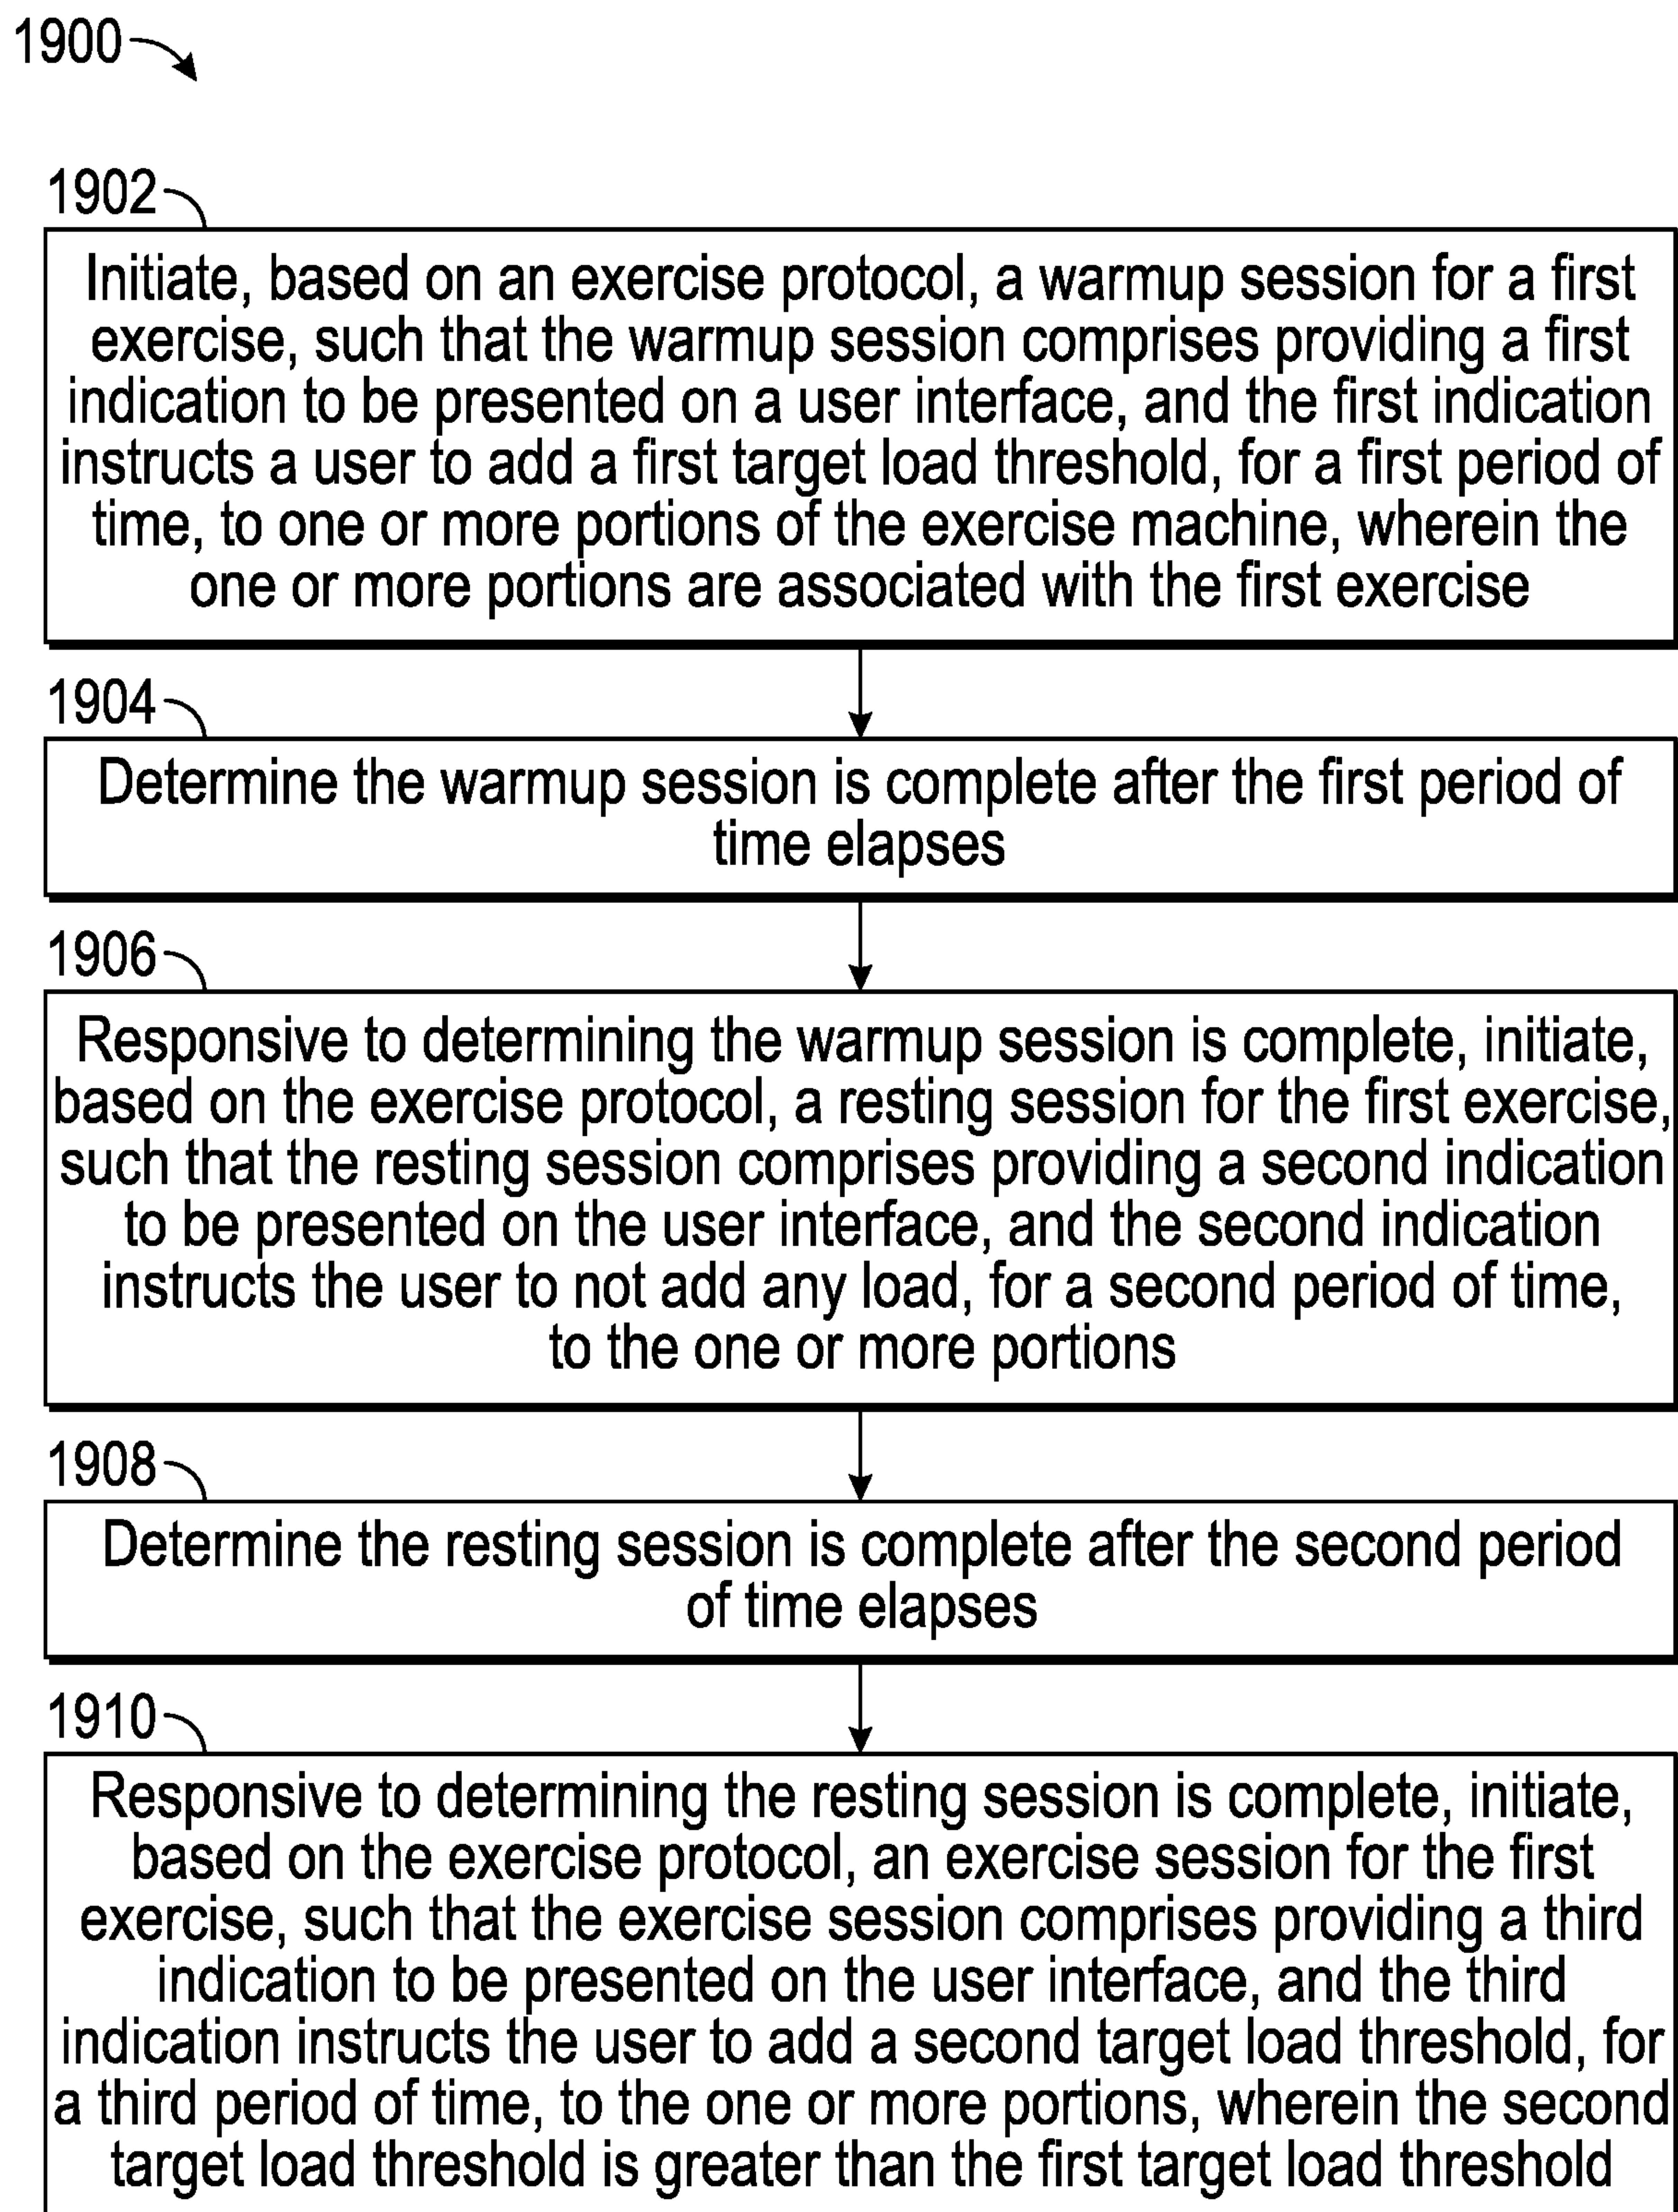 1900
1902
Initiate, based on an exercise protocol, a warmup session for a first
exercise, such that the warmup session comprises providing a first
indication to be presented on a user interface, and the first indication
instructs a user to add a first target load threshold, for a first period of
time, to one or more portions of the exercise machine, wherein the
one or more portions are associated with the first exercise
1904
Determine the warmup session is complete after the first period of
time elapses
1906
Responsive to determining the warmup session is complete, initiate,
based on the exercise protocol, a resting session for the first exercise,
such that the resting session comprises providing a second indication
to be presented on the user interface, and the second indication
instructs the user to not add any load, for a second period of time,
to the one or more portions
1908
Determine the resting session is complete after the second period
of time elapses
1910
Responsive to determining the resting session is complete, initiate,
based on the exercise protocol, an exercise session for the first
exercise, such that the exercise session comprises providing a third
indication to be presented on the user interface, and the third
indication instructs the user to add a second target load threshold, for
a third period of time, to the one or more portions, wherein the second
target load threshold is greater than the first target load threshold